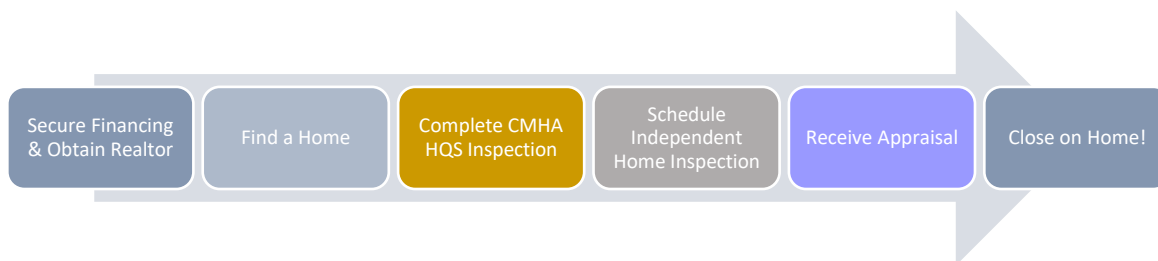 Secure Financing
& Obtain Realtor
Find a Home
Complete CMHA
HQS Inspection
Schedule
Independent
Home Inspection
Receive Appraisal
Close on Home!